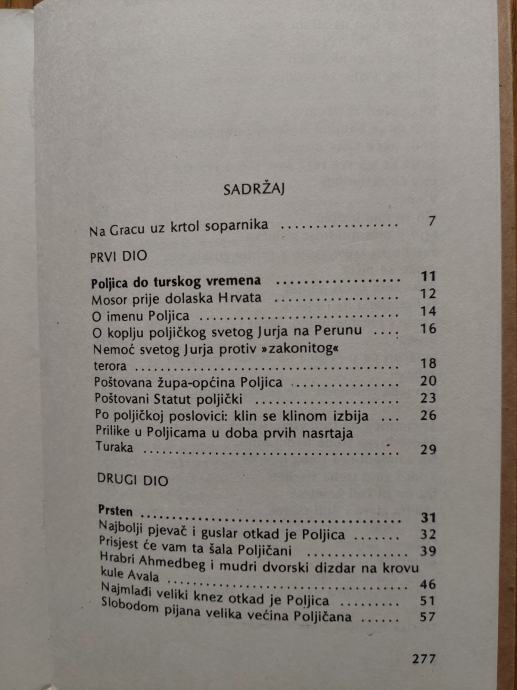 SADRŽAJ
Na Gracu uz krtol soparnika .................. 7
PRVI DIO
Poljica do turskog vremena .................. 11
Mosor prije dolaska Hrvata .................. 12
O imenu Poljica .................. 14
O koplju poljičkog svetog Jurja na Perunu .... 16
Nemoć svetog Jurja protiv »zakonitog«
terora .................. 18
Poštovana župa-općina Poljica .................. 20
Poštovani Statut poljički .................. 23
Po poljičkoj poslovici: klin se klinom izbija .... 26
Prilike u Poljicama u doba prvih nasrtaja
Turaka .................. 29
DRUGI DIO
Prsten .................. 31
Najbolji pjevač i guslar otkad je Poljica ........ 32
Prisjest će vam ta šala Poljičani .............. 39
Hrabri Ahmedbeg i mudri dvorski dizdar na krovu
kule Avala .................. 46
Najmlađi veliki knez otkad je Poljica .......... 51
Slobodom pijana velika većina Poljičana ...... 57
277